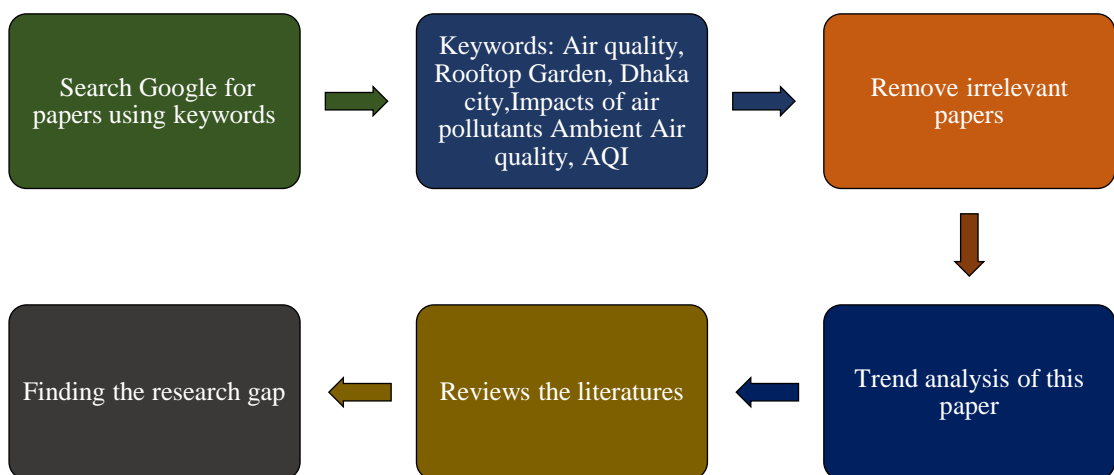 Search Google for
papers using keywords
Keywords: Air quality,
Rooftop Garden, Dhaka
city,Impacts of air
pollutants Ambient Air
quality, AQI
Remove irrelevant
papers
Trend analysis of this
paper
Reviews the literatures
Finding the research gap